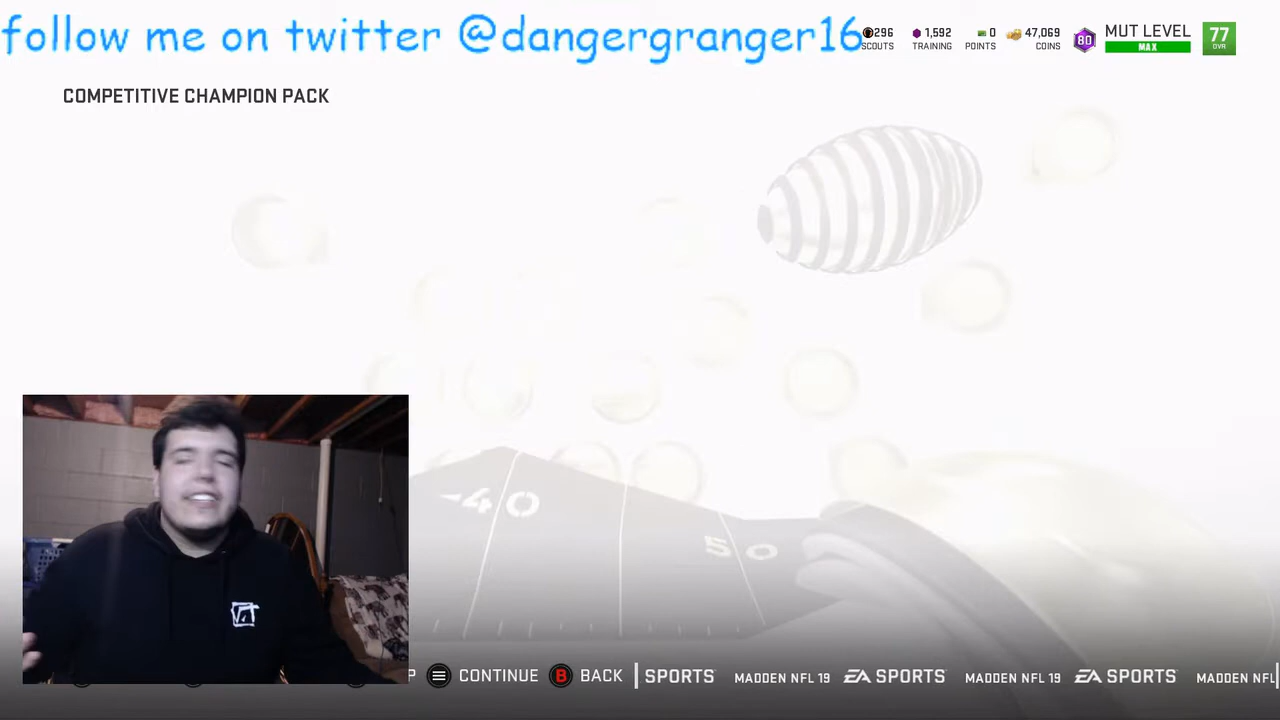 follow me on twitter @dangergranger16
296 1,592 0 47,069 80 MUT LEVEL 77
SCOUTS TRAINING POINTS COINS MAX OVR
COMPETITIVE CHAMPION PACK
-40
50
P CONTINUE B BACK SPORTS MADDEN NFL 19 EA SPORTS MADDEN NFL 19 EA SPORTS MADDEN NFL